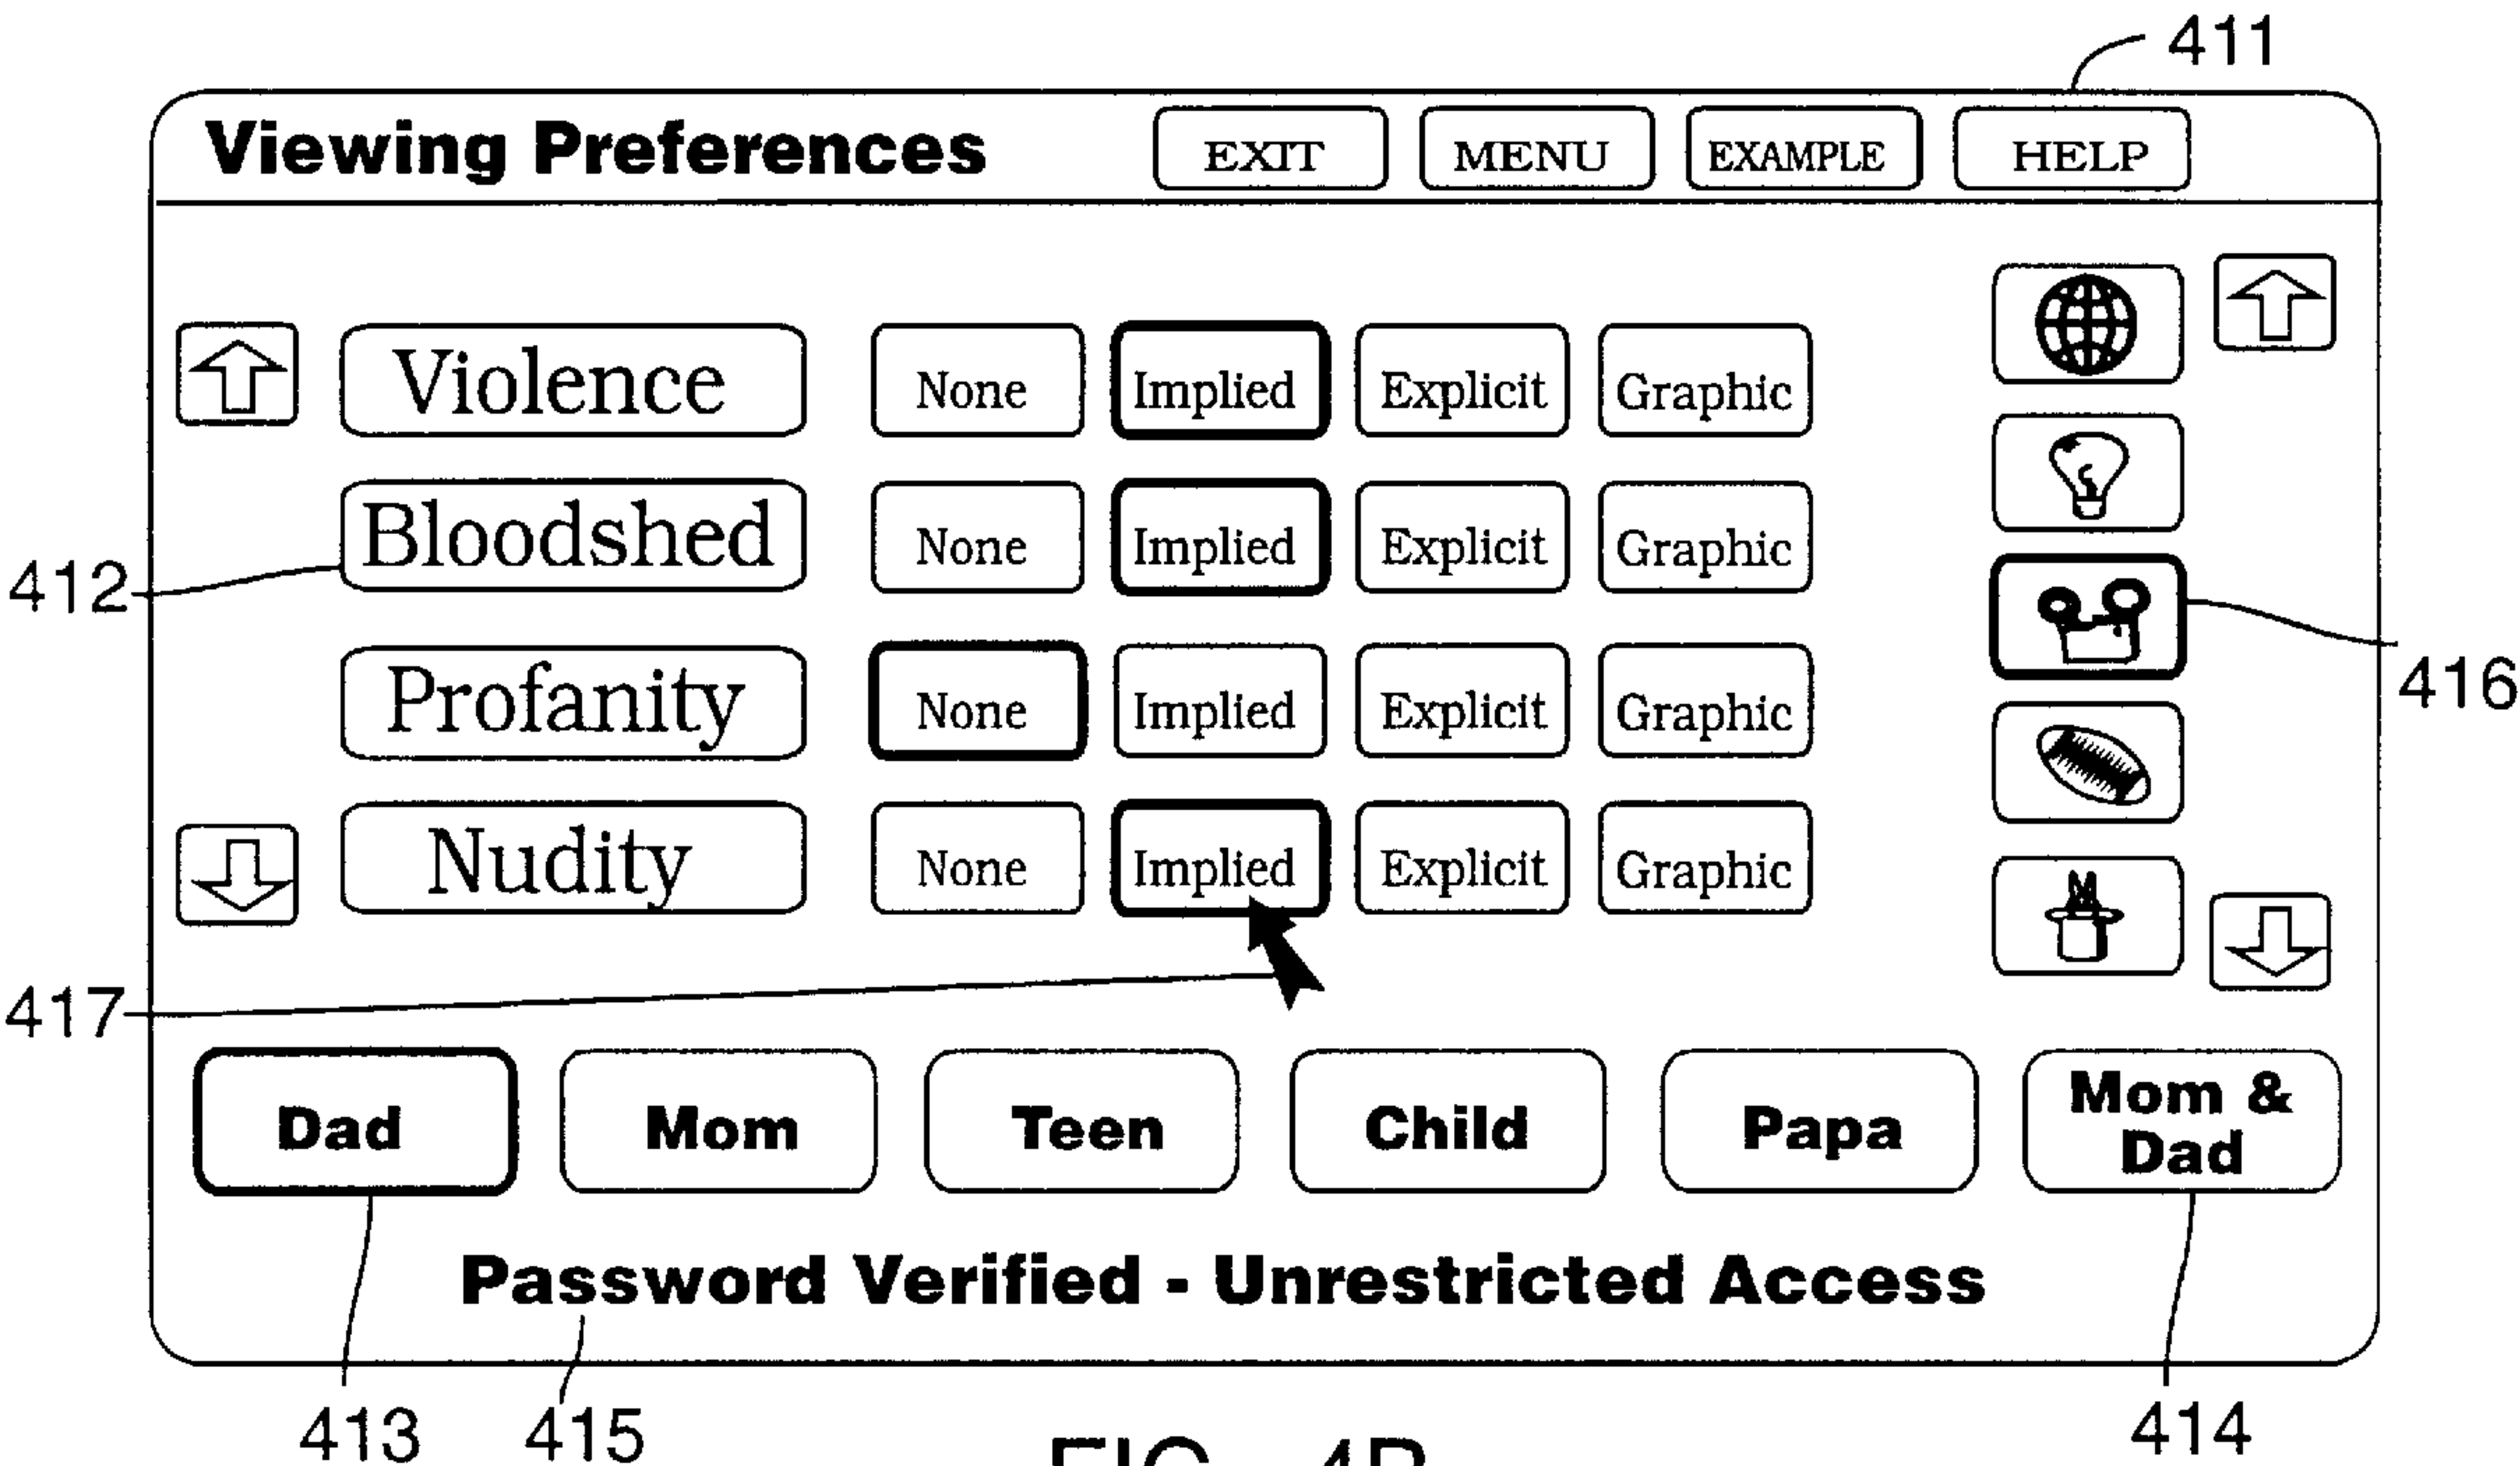 411
Viewing Preferences EXIT MENU EXAMPLE HELP
Violence None Implied Explicit Graphic
Bloodshed None Implied Explicit Graphic
412
416
Profanity None Implied Explicit Graphic
Nudity None Implied Explicit Graphic
417
Dad Mom Teen Child Papa Mom &
Dad
Password Verified - Unrestricted Access
413 415 414
FIG. 4B